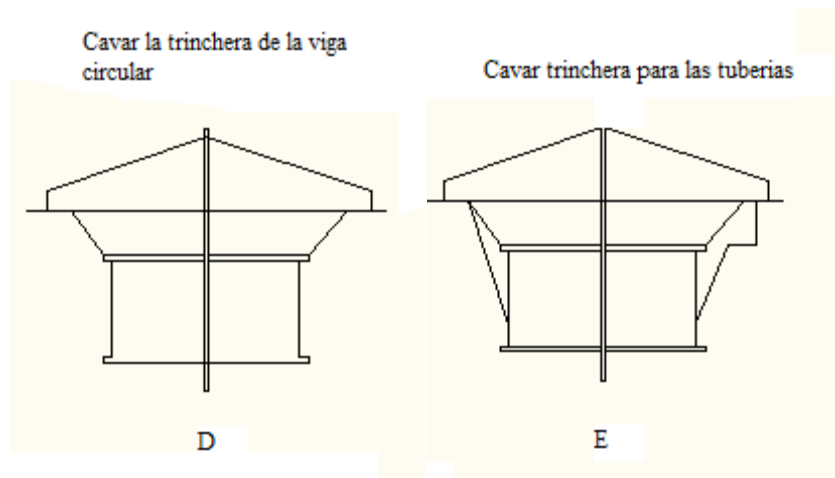 Cavar la trinchera de la viga
circular
Cavar trinchera para las tuberias
D
E